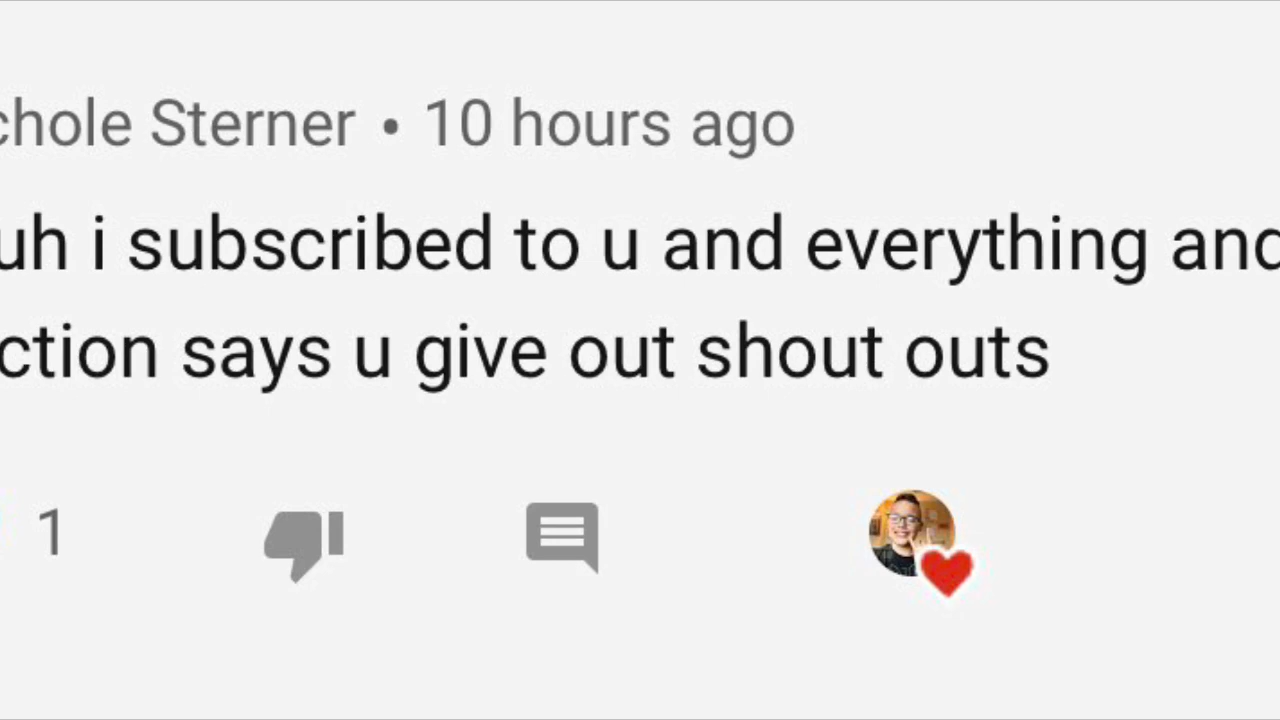 chole Sterner • 10 hours ago
uh i subscribed to u and everything and
ction says u give out shout outs
1